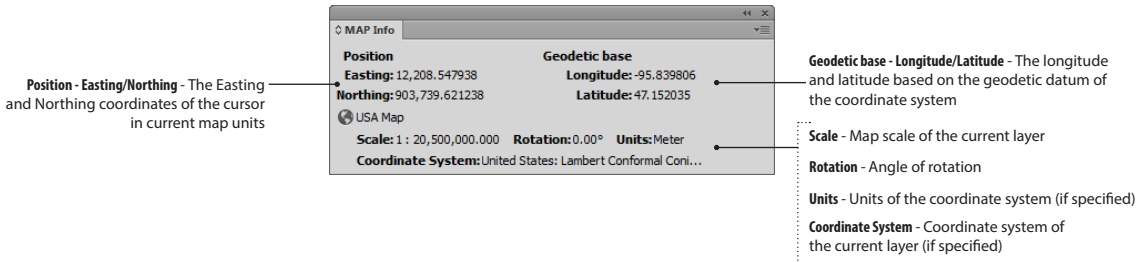 MAP Info
Position
Geodetic base
Easting: 12,208.547938
Longitude: -95.839806
Northing: 903,739.621238
Latitude: 47.152035
USA Map
Scale: 1 : 20,500,000.000 Rotation: 0.00° Units: Meter
Coordinate System: United States: Lambert Conformal Coni...
Position - Easting/Northing - The Easting
and Northing coordinates of the cursor
in current map units
Geodetic base - Longitude/Latitude - The longitude
and latitude based on the geodetic datum of
the coordinate system
Scale - Map scale of the current layer
Rotation - Angle of rotation
Units - Units of the coordinate system (if specified)
Coordinate System - Coordinate system of
the current layer (if specified)